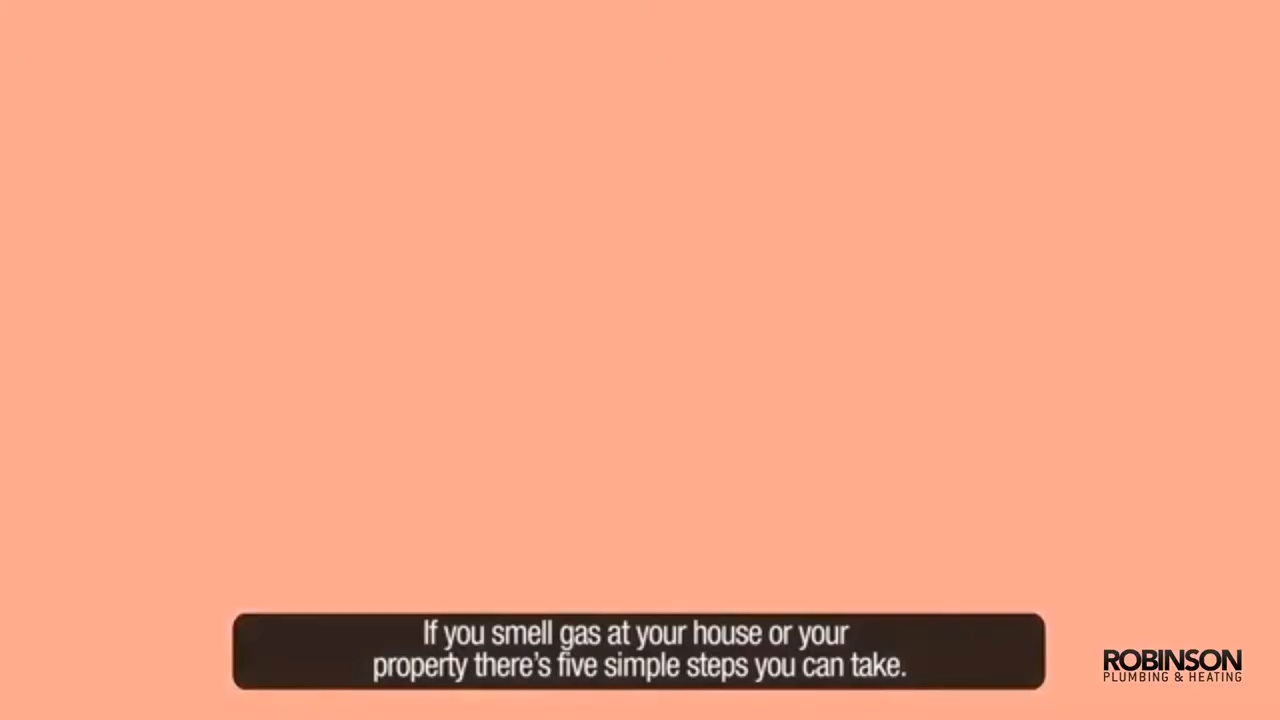 If you smell gas at your house or your
property there's five simple steps you can take.
ROBINSON
PLUMBING & HEATING